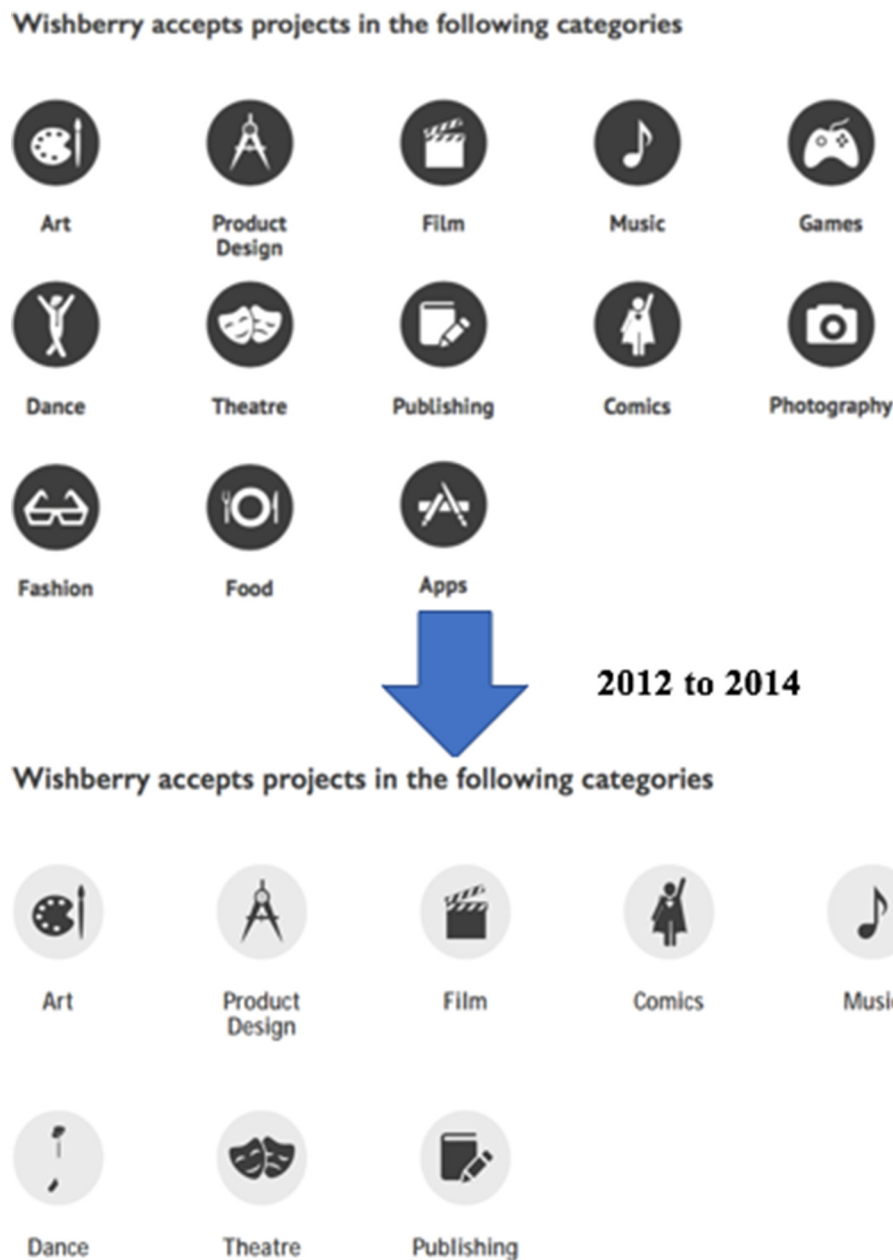 Wishberry accepts projects in the following categories
Art
Product
Design
Film
Music
Games
Dance
Theatre
Publishing
Comics
Photography
Fashion
Food
Apps
2012 to 2014
Wishberry accepts projects in the following categories
Art
Product
Design
Film
Comics
Musi
Dance
Theatre
Publishing